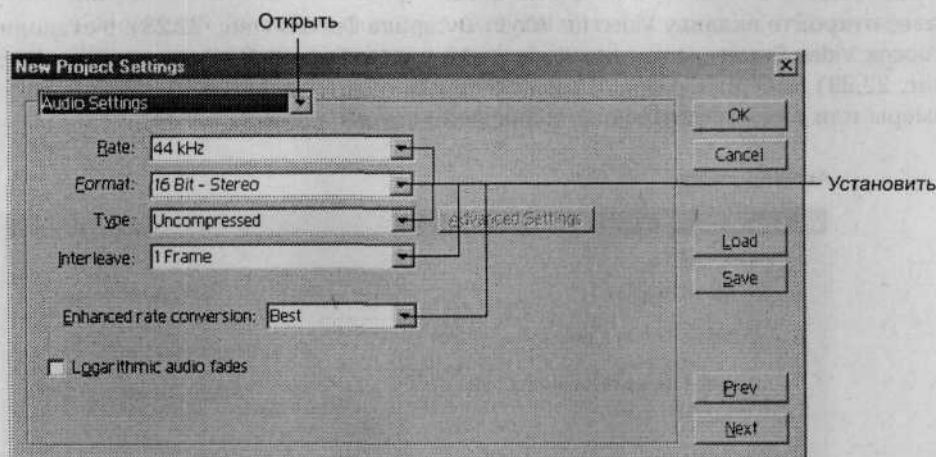 Открыть
New Project Settings
Audio Settings
OK
Rate: 44 kHz
Cancel
Format: 16 Bit - Stereo
Установить
Type: Uncompressed
Advanced Settings
Load
Interleave: 1 Frame
Save
Enhanced rate conversion: Best
Logarithmic audio fades
Prev
Next